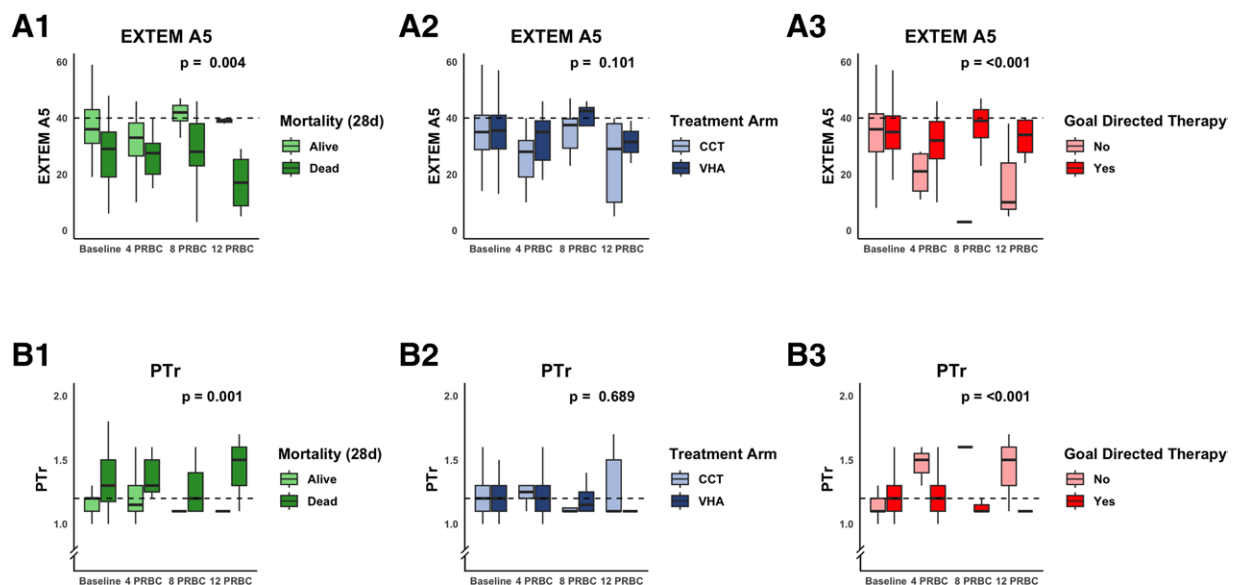 A1
EXTEM A5
p = 0.004
EXTEM A5
60
40
20
0
Baseline 4 PRBC 8 PRBC 12 PRBC
Mortality (28d)
Alive
Dead
A2
EXTEM A5
p = 0.101
EXTEM A5
60
40
20
0
Baseline 4 PRBC 8 PRBC 12 PRBC
Treatment Arm
CCT
VHA
A3
EXTEM A5
p = <0.001
EXTEM A5
60
40
20
0
Baseline 4 PRBC 8 PRBC 12 PRBC
Goal Directed Therapy
No
Yes
B1
PTr
p = 0.001
PTr
2.0
1.5
1.0
Baseline 4 PRBC 8 PRBC 12 PRBC
Mortality (28d)
Alive
Dead
B2
PTr
p = 0.689
PTr
2.0
1.5
1.0
Baseline 4 PRBC 8 PRBC 12 PRBC
Treatment Arm
CCT
VHA
B3
PTr
p = <0.001
PTr
2.0
1.5
1.0
Baseline 4 PRBC 8 PRBC 12 PRBC
Goal Directed Therapy
No
Yes